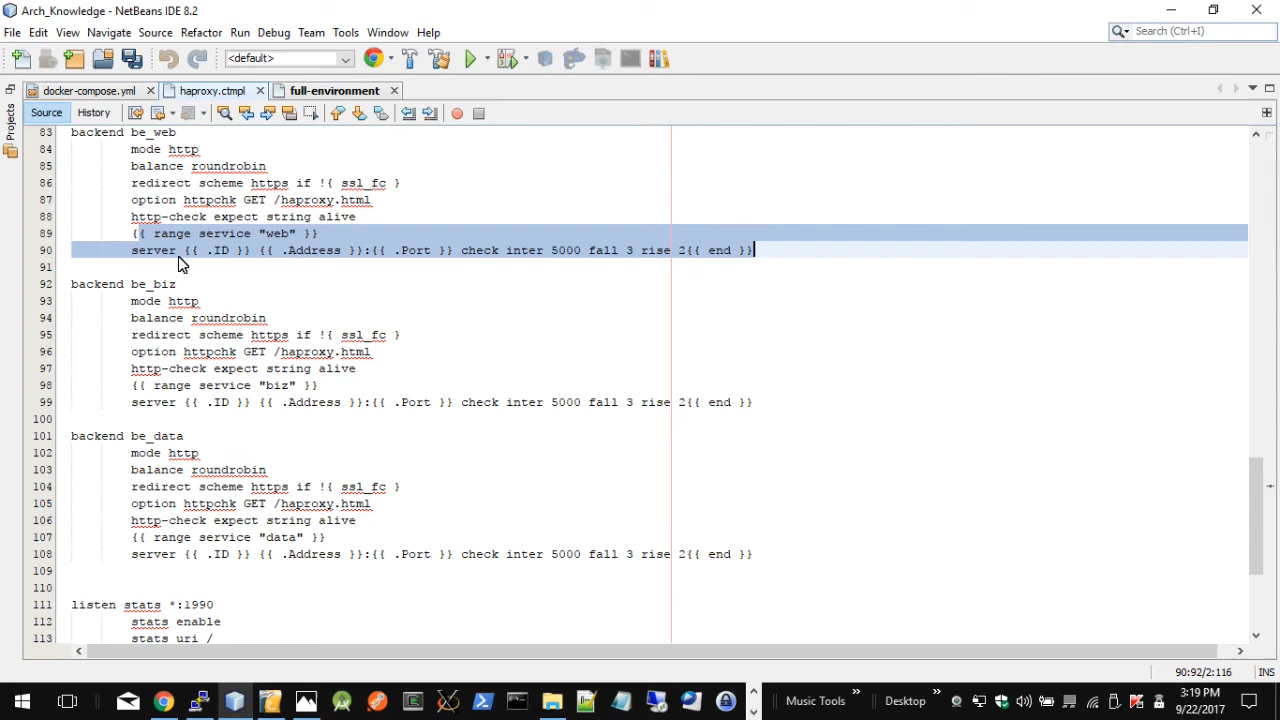 Arch_Knowledge - NetBeans IDE 8.2
File Edit View Navigate Source Refactor Run Debug Team Tools Window Help
Search (Ctrl+I)
<default>
docker-compose.yml haproxy.ctmpl full-environment
Projects
Source History
83 backend be_web
84 mode http
85 balance roundrobin
86 redirect scheme https if !{ ssl_fc }
87 option httpchk GET /haproxy.html
88 http-check expect string alive
89 {{ range service "web" }}
90 server {{ .ID }} {{ .Address }}:{{ .Port }} check inter 5000 fall 3 rise 2{{ end }}
91
92 backend be_biz
93 mode http
94 balance roundrobin
95 redirect scheme https if !{ ssl_fc }
96 option httpchk GET /haproxy.html
97 http-check expect string alive
98 {{ range service "biz" }}
99 server {{ .ID }} {{ .Address }}:{{ .Port }} check inter 5000 fall 3 rise 2{{ end }}
100
101 backend be_data
102 mode http
103 balance roundrobin
104 redirect scheme https if !{ ssl_fc }
105 option httpchk GET /haproxy.html
106 http-check expect string alive
107 {{ range service "data" }}
108 server {{ .ID }} {{ .Address }}:{{ .Port }} check inter 5000 fall 3 rise 2{{ end }}
109
110
111 listen stats *:1990
112 stats enable
113 stats uri /
90:92/2:116 INS
Music Tools Desktop
3:19 PM
9/22/2017